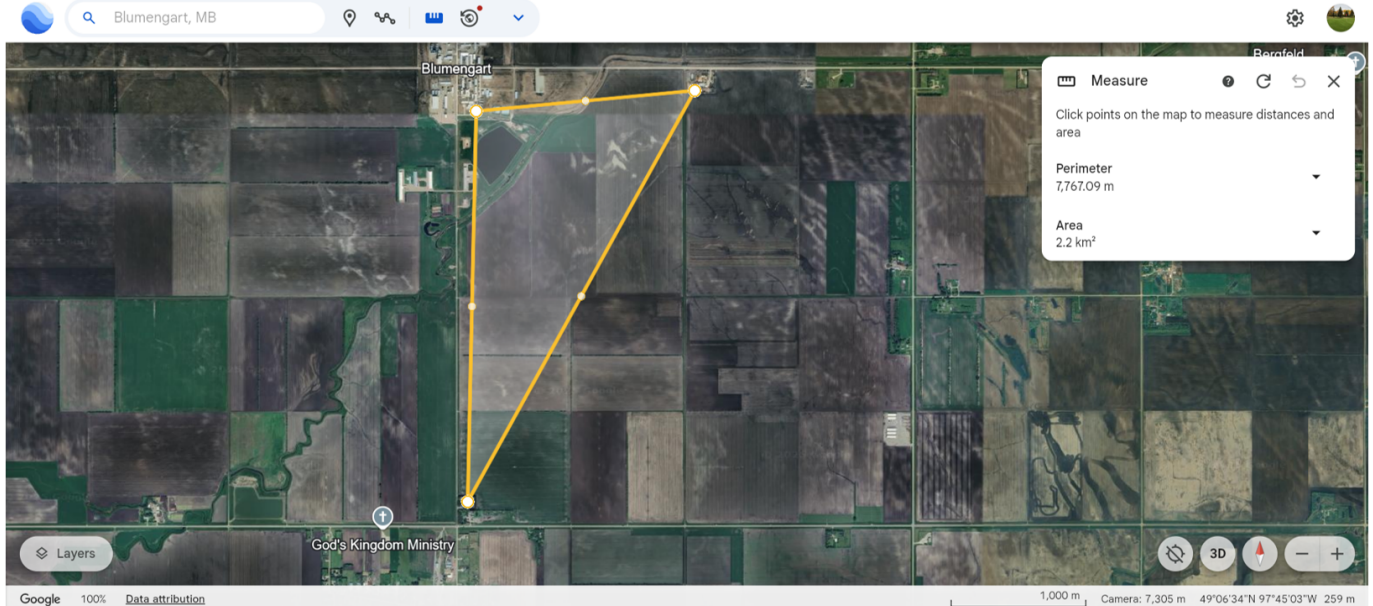 Blumengart, MB
Blumengart
Bergfeld
Measure
Click points on the map to measure distances and
area
Perimeter
7,767.09 m
Area
2.2 km²
God's Kingdom Ministry
Layers
3D
Google
100%
Data attribution
1,000 m
Camera: 7,305 m
49°06'34"N 97°45'03"W
259 m